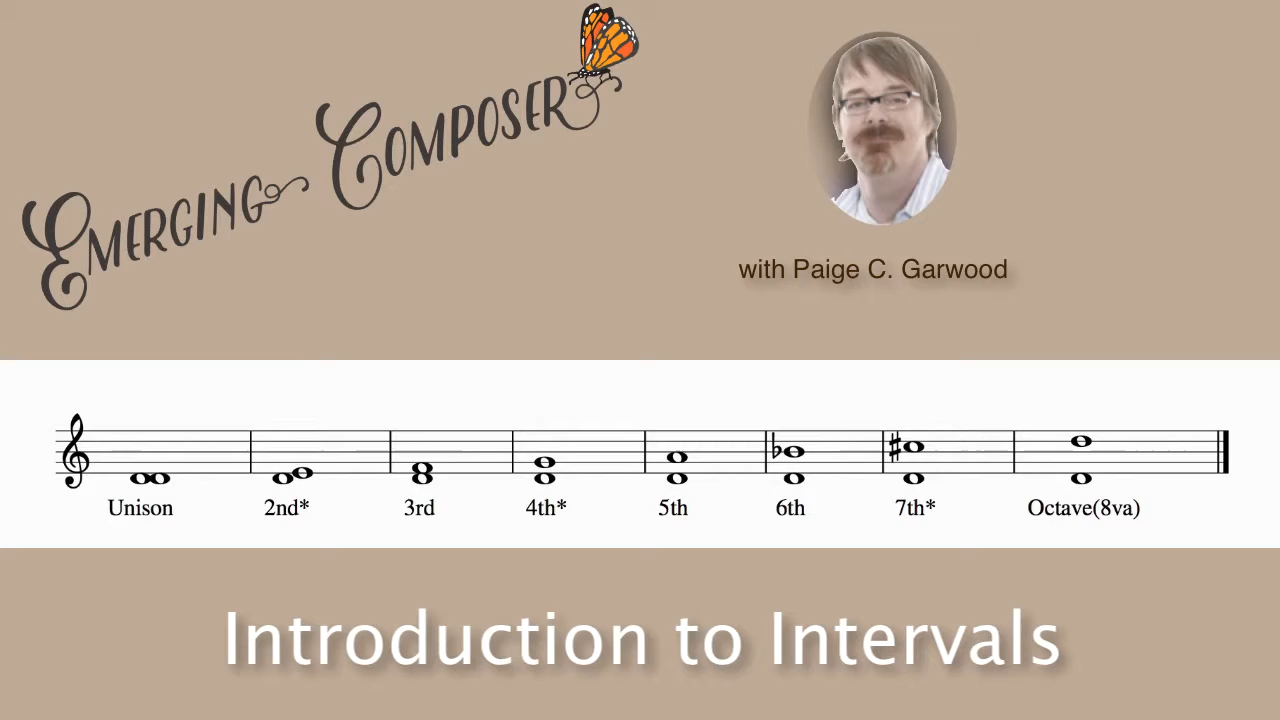 Emerging Composer
with Paige C. Garwood
Unison 2nd* 3rd 4th* 5th 6th 7th* Octave(8va)
Introduction to Intervals